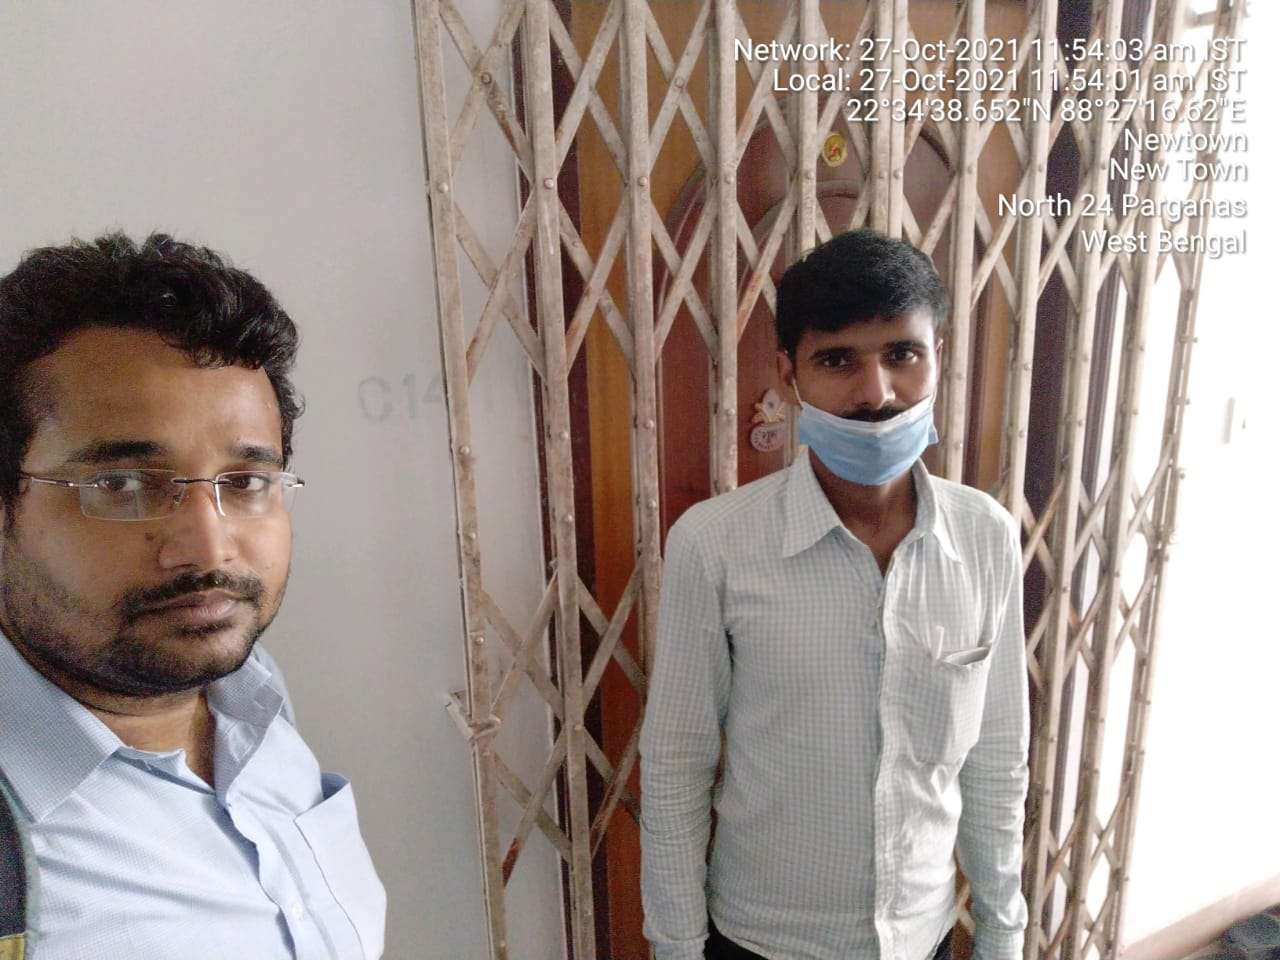 Network: 27-Oct-2021 11:54:03 am IST
Local: 27-Oct-2021 11:54:01 am IST
22°34'38.652"N 88°27'16.62"E
Newtown
New Town
North 24 Parganas
West Bengal
C14